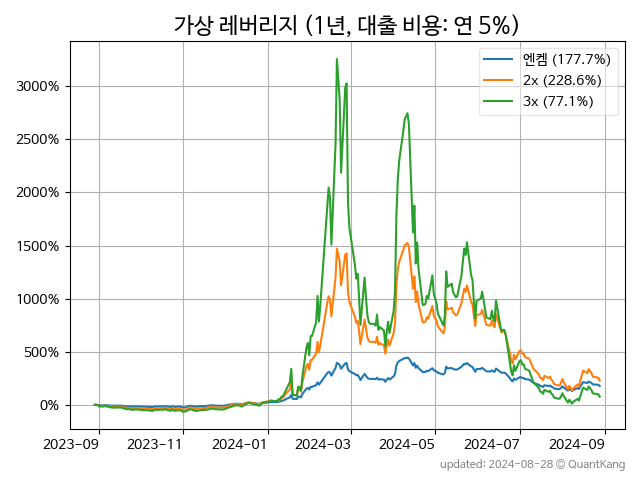 가상 레버리지 (1년, 대출 비용: 연 5%)
엔켐 (177.7%)
2x (228.6%)
3x (77.1%)
3000%
2500%
2000%
1500%
1000%
500%
0%
2023-09
2023-11
2024-01
2024-03
2024-05
2024-07
2024-09
updated: 2024-08-28 @ QuantKang